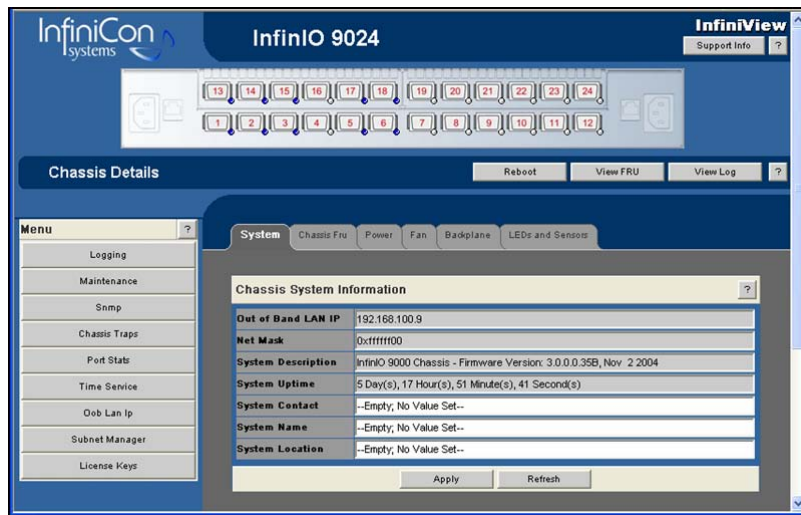 InfiniCon systems
InfinIO 9024
InfiniView
Support Info ?
13 14 15 16 17 18 19 20 21 22 23 24
1 2 3 4 5 6 7 8 9 10 11 12
Chassis Details
Reboot View FRU View Log ?
Menu ?
Logging
Maintenance
Snmp
Chassis Traps
Port Stats
Time Service
Oob Lan Ip
Subnet Manager
License Keys
System Chassis Fru Power Fan Backplane LEDs and Sensors
Chassis System Information ?
Out of Band LAN IP 192.168.100.9
Net Mask 0xffffff00
System Description InfinIO 9000 Chassis - Firmware Version: 3.0.0.0.35B, Nov 2 2004
System Uptime 5 Day(s), 17 Hour(s), 51 Minute(s), 41 Second(s)
System Contact --Empty; No Value Set--
System Name --Empty; No Value Set--
System Location --Empty; No Value Set--
Apply Refresh